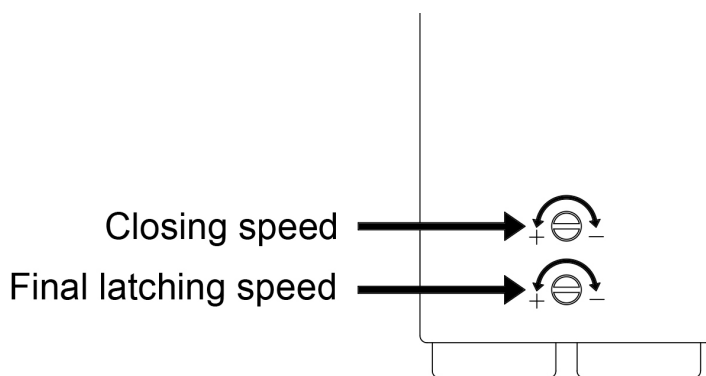 Closing speed
+ −
Final latching speed
+ −